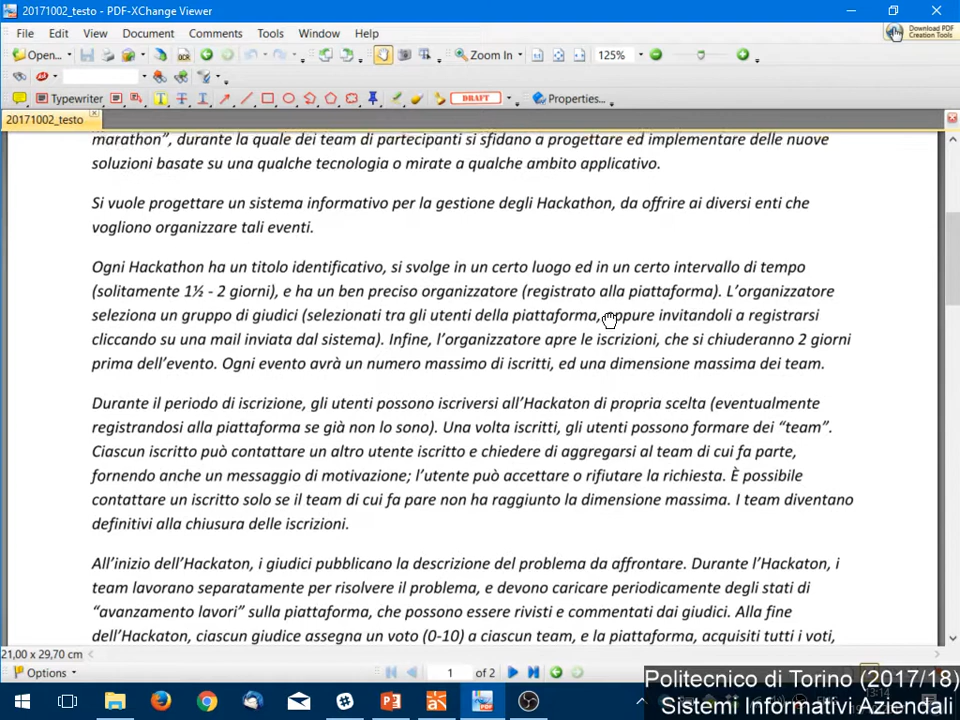 20171002_testo - PDF-XChange Viewer
File Edit View Document Comments Tools Window Help
Download PDF
Creation Tools
Open... OCR Zoom In 125%
Typewriter DRAFT Properties...
20171002_testo
marathon”, durante la quale dei team di partecipanti si sfidano a progettare ed implementare delle nuove
soluzioni basate su una qualche tecnologia o mirate a qualche ambito applicativo.
Si vuole progettare un sistema informativo per la gestione degli Hackathon, da offrire ai diversi enti che
vogliono organizzare tali eventi.
Ogni Hackathon ha un titolo identificativo, si svolge in un certo luogo ed in un certo intervallo di tempo
(solitamente 1½ - 2 giorni), e ha un ben preciso organizzatore (registrato alla piattaforma). L’organizzatore
seleziona un gruppo di giudici (selezionati tra gli utenti della piattaforma, oppure invitandoli a registrarsi
cliccando su una mail inviata dal sistema). Infine, l’organizzatore apre le iscrizioni, che si chiuderanno 2 giorni
prima dell’evento. Ogni evento avrà un numero massimo di iscritti, ed una dimensione massima dei team.
Durante il periodo di iscrizione, gli utenti possono iscriversi all’Hackaton di propria scelta (eventualmente
registrandosi alla piattaforma se già non lo sono). Una volta iscritti, gli utenti possono formare dei “team”.
Ciascun iscritto può contattare un altro utente iscritto e chiedere di aggregarsi al team di cui fa parte,
fornendo anche un messaggio di motivazione; l’utente può accettare o rifiutare la richiesta. È possibile
contattare un iscritto solo se il team di cui fa pare non ha raggiunto la dimensione massima. I team diventano
definitivi alla chiusura delle iscrizioni.
All’inizio dell’Hackaton, i giudici pubblicano la descrizione del problema da affrontare. Durante l’Hackaton, i
team lavorano separatamente per risolvere il problema, e devono caricare periodicamente degli stati di
“avanzamento lavori” sulla piattaforma, che possono essere rivisti e commentati dai giudici. Alla fine
dell’Hackaton, ciascun giudice assegna un voto (0-10) a ciascun team, e la piattaforma, acquisiti tutti i voti,
21,00 x 29,70 cm
Options 1 of 2
Politecnico di Torino (2017/18)
Sistemi Informativi Aziendali